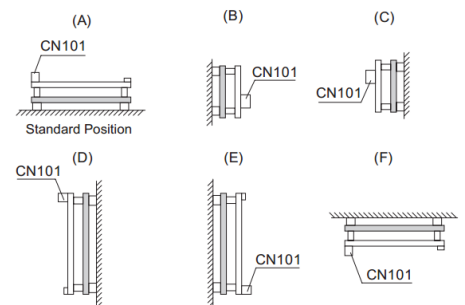 (A)
(B)
(C)
CN101
CN101
CN101
Standard Position
(D)
(E)
(F)
CN101
CN101
CN101